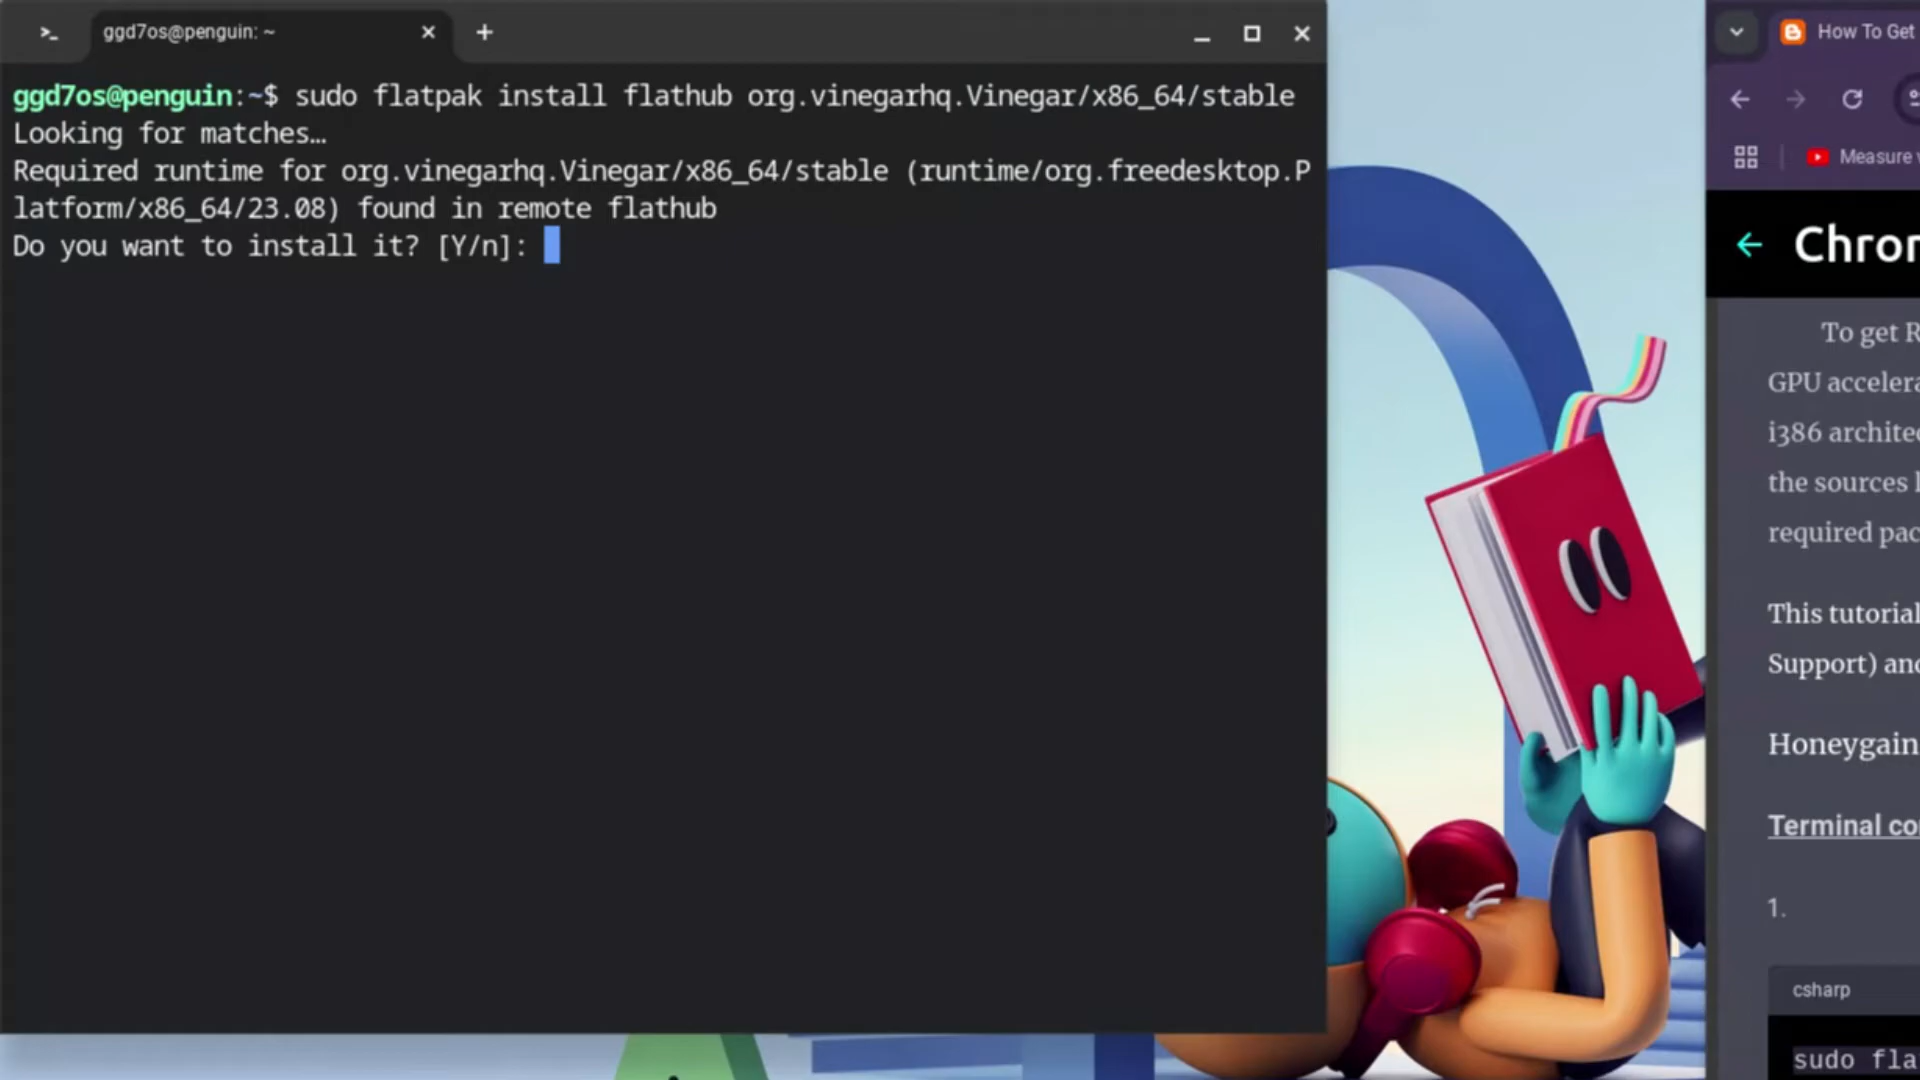 ggd7os@penguin: ~
ggd7os@penguin:~$ sudo flatpak install flathub org.vinegarhq.Vinegar/x86_64/stable
Looking for matches…
Required runtime for org.vinegarhq.Vinegar/x86_64/stable (runtime/org.freedesktop.P
latform/x86_64/23.08) found in remote flathub
Do you want to install it? [Y/n]:
How To Get
Measure
Chror
To get R
GPU accelera
i386 architec
the sources l
required pac
This tutorial
Support) and
Honeygain
Terminal co
1.
csharp
sudo fla